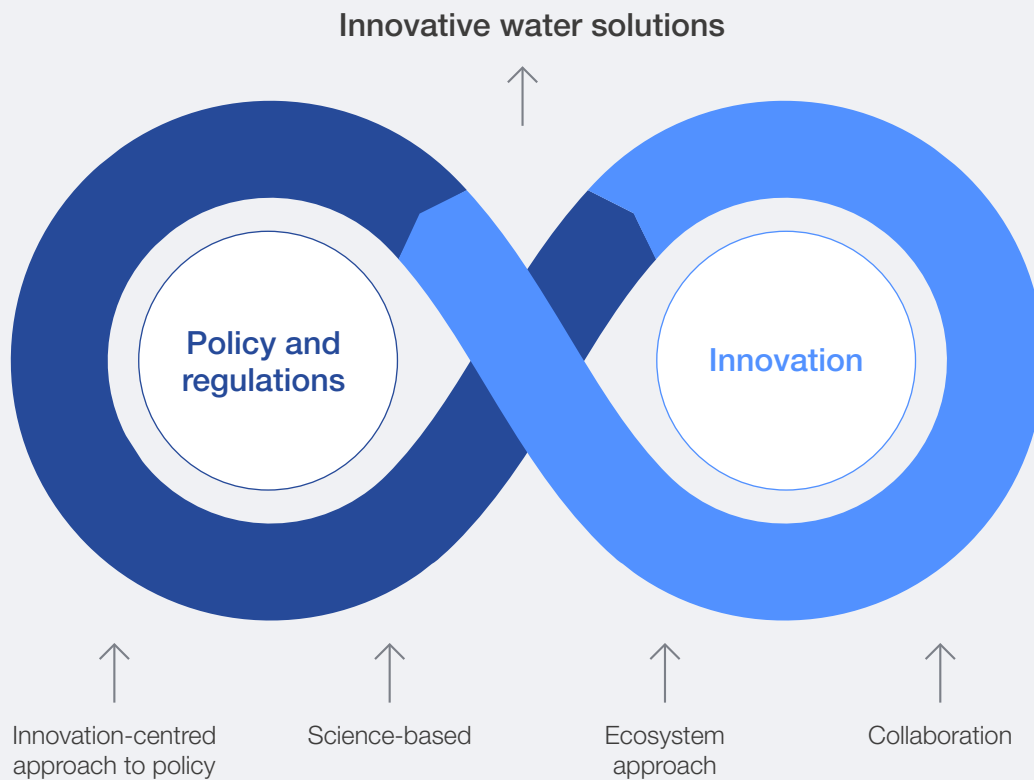 Innovative water solutions
Policy and
regulations
Innovation
Innovation-centred
approach to policy
Science-based
Ecosystem
approach
Collaboration